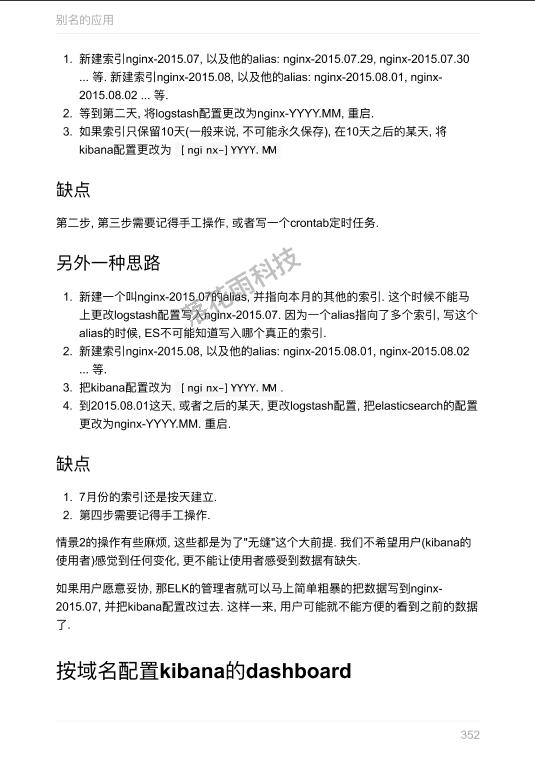 别名的应用
1. 新建索引nginx-2015.07, 以及他的alias: nginx-2015.07.29, nginx-2015.07.30
... 等. 新建索引nginx-2015.08, 以及他的alias: nginx-2015.08.01, nginx-
2015.08.02 ... 等.
2. 等到第二天, 将logstash配置更改为nginx-YYYY.MM, 重启.
3. 如果索引只保留10天(一般来说, 不可能永久保存), 在10天之后的某天, 将
kibana配置更改为 [nginx-]YYYY.MM
缺点
第二步, 第三步需要记得手工操作, 或者写一个crontab定时任务.
另外一种思路
1. 新建一个叫nginx-2015.07的alias, 并指向本月的其他的索引. 这个时候不能马
上更改logstash配置写入nginx-2015.07. 因为一个alias指向了多个索引, 写这个
alias的时候, ES不可能知道写入哪个真正的索引.
2. 新建索引nginx-2015.08, 以及他的alias: nginx-2015.08.01, nginx-2015.08.02
... 等.
3. 把kibana配置改为 [nginx-]YYYY.MM .
4. 到2015.08.01这天, 或者之后的某天, 更改logstash配置, 把elasticsearch的配置
更改为nginx-YYYY.MM. 重启.
缺点
1. 7月份的索引还是按天建立.
2. 第四步需要记得手工操作.
情景2的操作有些麻烦, 这些都是为了"无缝"这个大前提. 我们不希望用户(kibana的
使用者)感觉到任何变化, 更不能让使用者感受到数据有缺失.
如果用户愿意妥协, 那ELK的管理者就可以马上简单粗暴的把数据写到nginx-
2015.07, 并把kibana配置改过去. 这样一来, 用户可能就不能方便的看到之前的数据
了.
按域名配置kibana的dashboard
352
落花雨科技